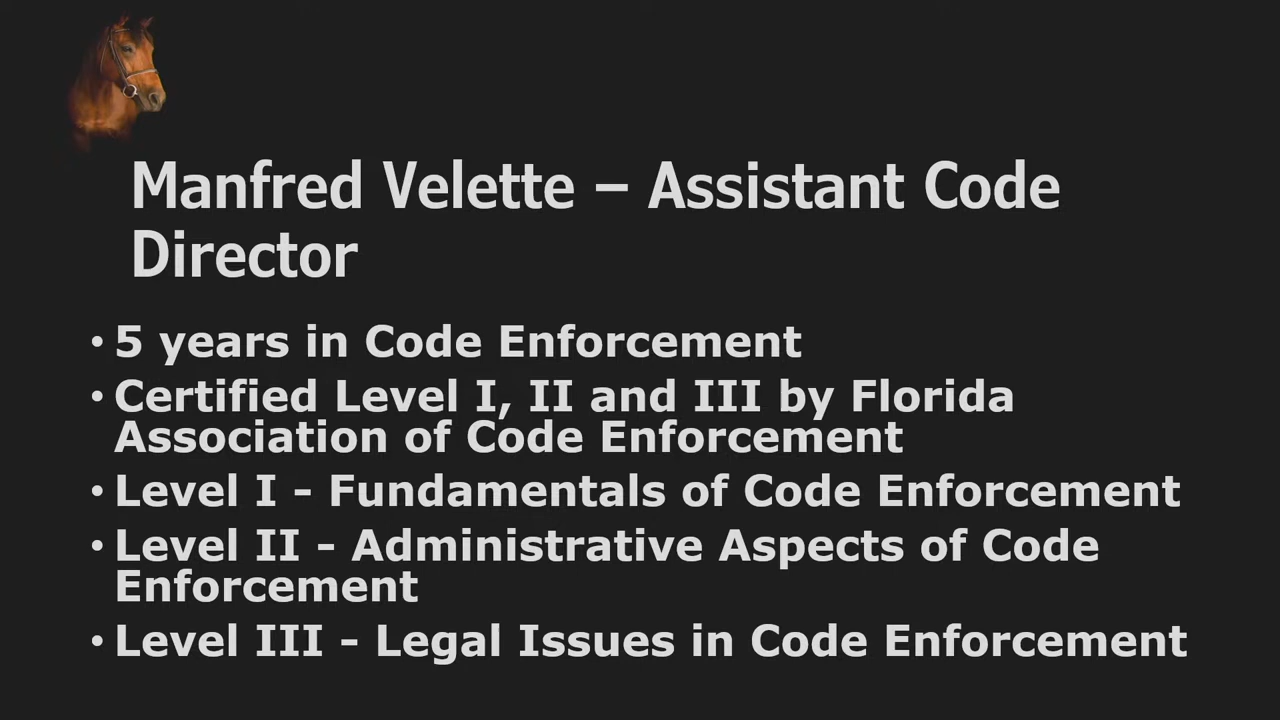 Manfred Velette – Assistant Code
Director
• 5 years in Code Enforcement
• Certified Level I, II and III by Florida
Association of Code Enforcement
• Level I - Fundamentals of Code Enforcement
• Level II - Administrative Aspects of Code
Enforcement
• Level III - Legal Issues in Code Enforcement